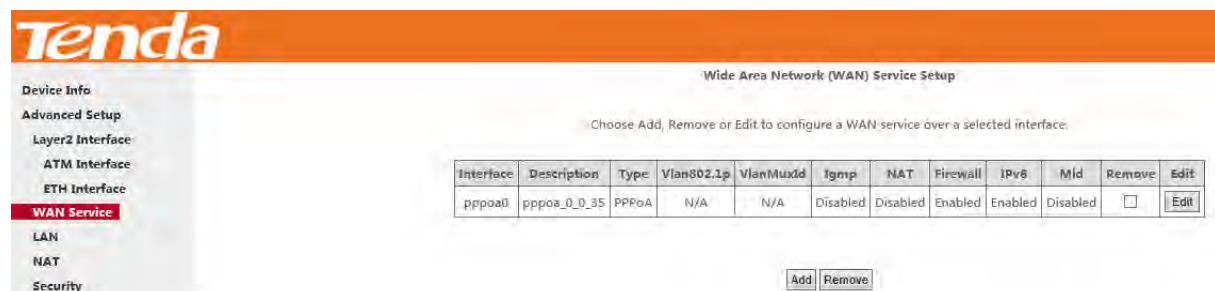 Tenda
Device Info
Advanced Setup
Layer2 Interface
ATM Interface
ETH Interface
WAN Service
LAN
NAT
Security
Wide Area Network (WAN) Service Setup
Choose Add, Remove or Edit to configure a WAN service over a selected interface.
Interface Description Type Vlan802.1p VlanMuxId Igmp NAT Firewall IPv6 Mld Remove Edit
pppoa0 pppoa_0_0_35 PPPoA N/A N/A Disabled Disabled Enabled Enabled Disabled Edit
Add Remove